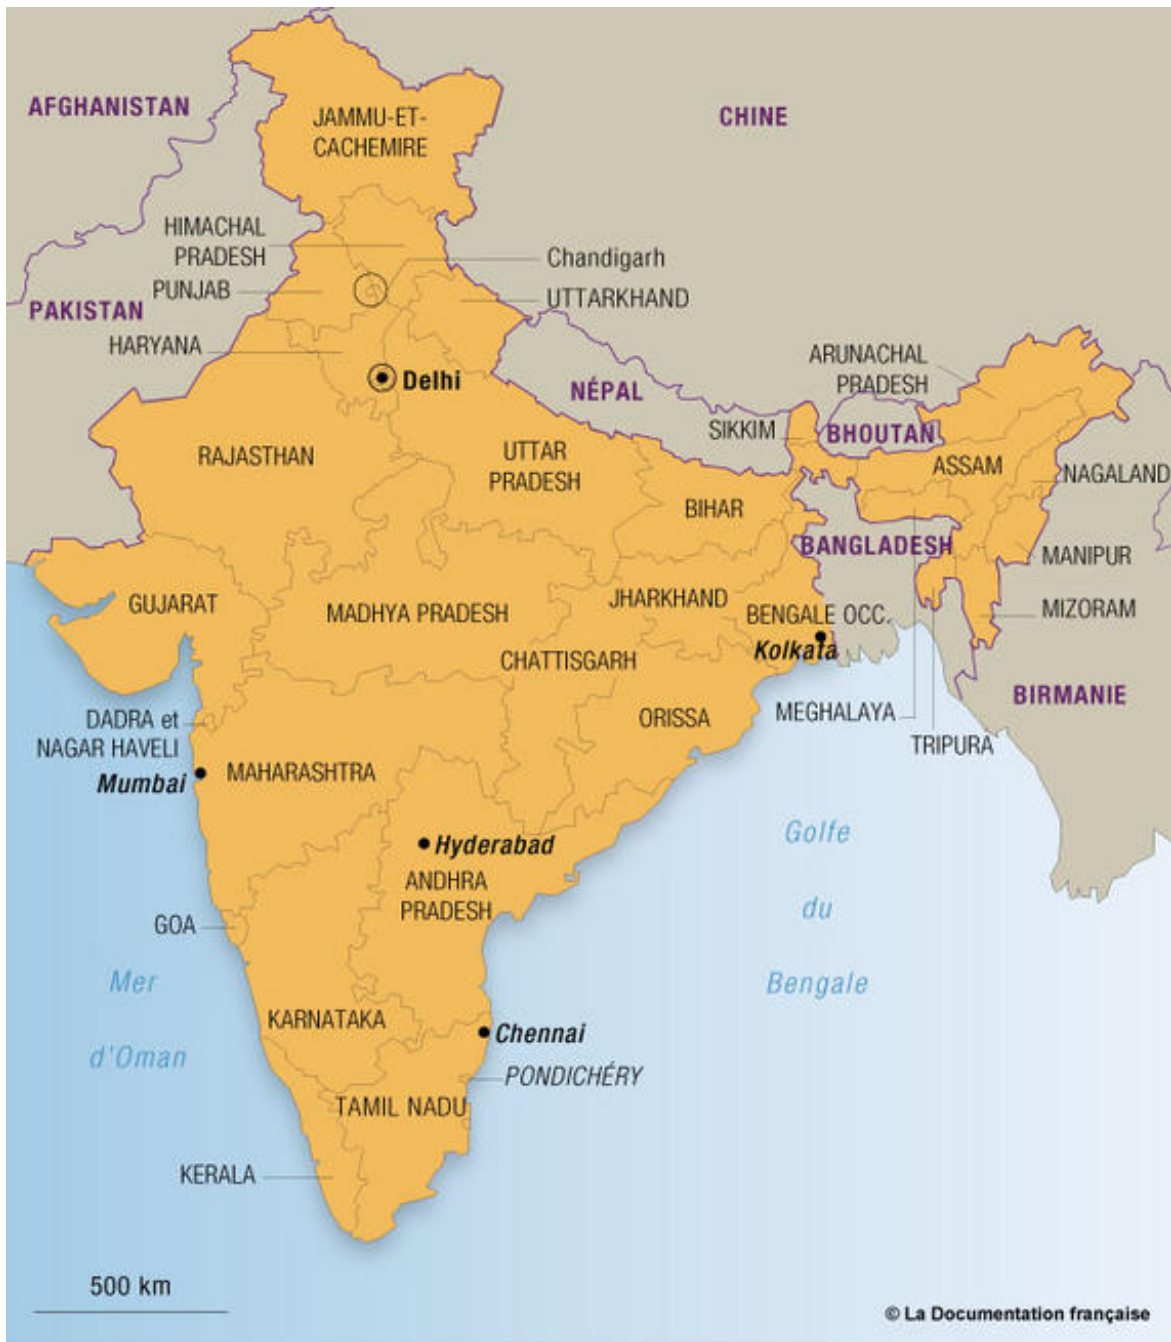 AFGHANISTAN
CHINE
JAMMU-ET-
CACHEMIRE
HIMACHAL
PRADESH
Chandigarh
PUNJAB
UTTARKHAND
PAKISTAN
HARYANA
ARUNACHAL
PRADESH
Delhi
NÉPAL
SIKKIM
BHOUTAN
RAJASTHAN
UTTAR
PRADESH
ASSAM
NAGALAND
BIHAR
BANGLADESH
MANIPUR
GUJARAT
MADHYA PRADESH
JHARKHAND
BENGALE OCC.
MIZORAM
Kolkata
CHATTISGARH
BIRMANIE
ORISSA
MEGHALAYA
DADRA et
NAGAR HAVELI
TRIPURA
Mumbai
MAHARASHTRA
Golfe
du
Bengale
Hyderabad
ANDHRA
PRADESH
GOA
Mer
d'Oman
KARNATAKA
Chennai
PONDICHÉRY
TAMIL NADU
KERALA
500 km
© La Documentation française